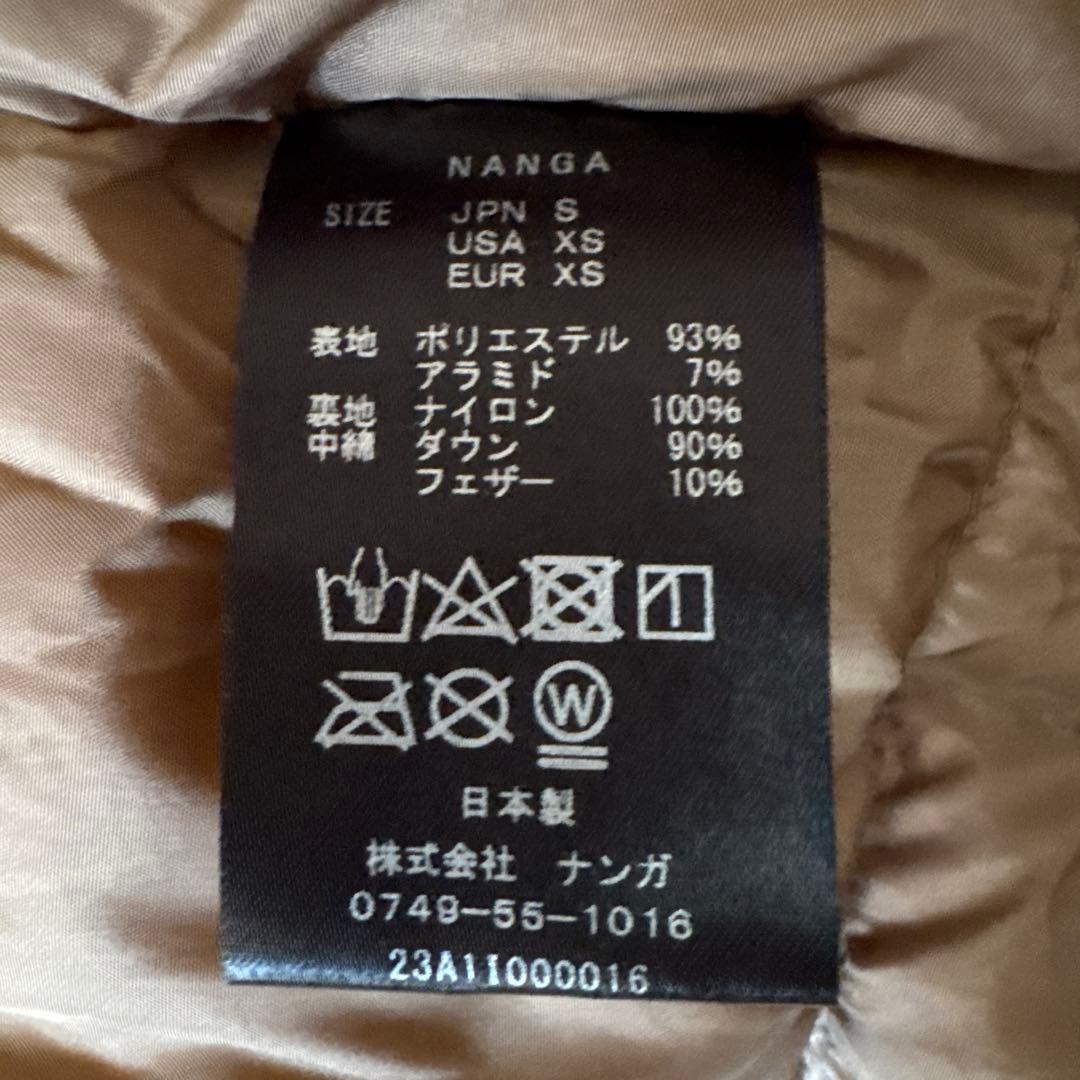 NANGA
SIZE JPN S
USA XS
EUR XS
表地 ポリエステル 93%
アラミド 7%
裏地 ナイロン 100%
中綿 ダウン 90%
フェザー 10%
W
日本製
株式会社 ナンガ
0749-55-1016
23A11000016